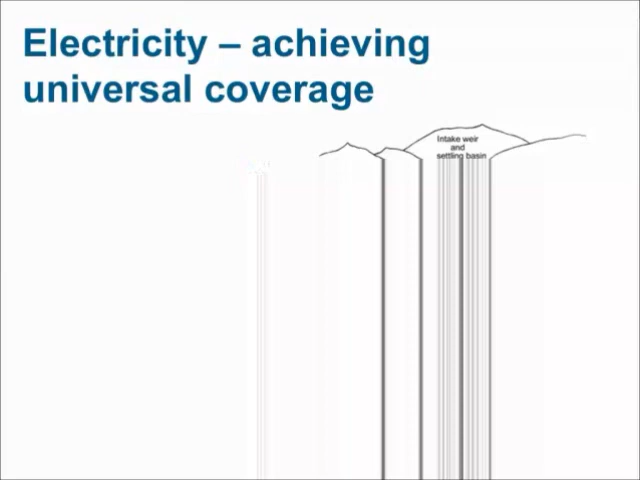 Electricity – achieving
universal coverage
Intake weir
and
settling basin